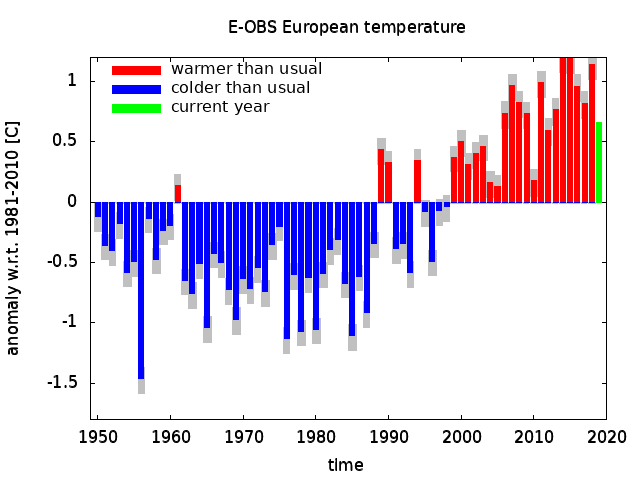 E-OBS European temperature
warmer than usual
colder than usual
current year
1
0.5
0
-0.5
-1
-1.5
anomaly w.r.t. 1981-2010 [C]
1950 1960 1970 1980 1990 2000 2010 2020
time